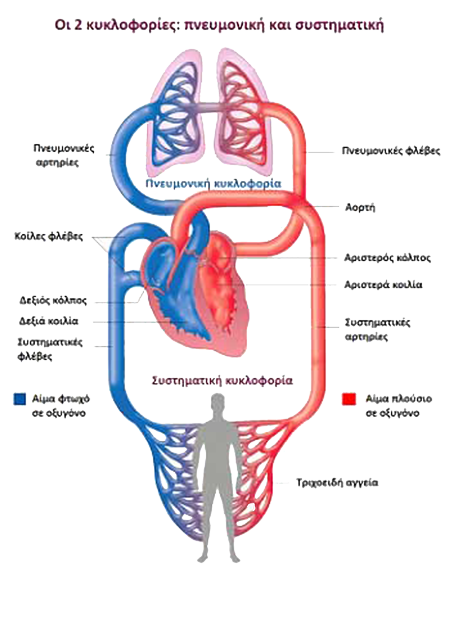 Οι 2 κυκλοφορίες: πνευμονική και συστηματική
Πνευμονικές
αρτηρίες
Πνευμονικές φλέβες
Πνευμονική κυκλοφορία
Αορτή
Κοίλες φλέβες
Αριστερός κόλπος
Αριστερά κοιλία
Δεξιός κόλπος
Δεξιά κοιλία
Συστηματικές
αρτηρίες
Συστηματικές
φλέβες
Συστηματική κυκλοφορία
Αίμα φτωχό
σε οξυγόνο
Αίμα πλούσιο
σε οξυγόνο
Τριχοειδή αγγεία